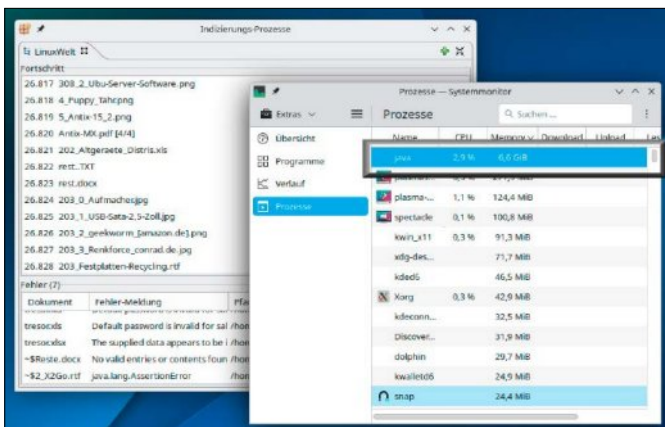 Indizierungs-Prozesse
LinuxWelt
Fortschritt
26.817 308_2_Ubu-Server-Software.png
26.818 4_Puppy_Tahr.png
26.819 5_Antix-15_2.png
26.820 Antix-MX.pdf [4/4]
26.821 202_Altgeraete_Distris.xls
26.822 rest..TXT
26.823 rest.docx
26.824 203_0_Aufmacher.jpg
26.825 203_1_USB-Sata-2,5-Zoll.jpg
26.826 203_2_geekworm_[amazon.de].png
26.827 203_3_Renkforce_conrad.de.jpg
26.828 203_Festplatten-Recycling.rtf
Fehler (7)
Dokument Fehler-Meldung
tresor.xls Default password is invalid for sal /hom
tresor.xlsx The supplied data appears to be i /hom
~$Reste.docx No valid entries or contents foun /hom
~$2_X2Go.rtf java.lang.AssertionError /hom
Prozesse — Systemmonitor
Extras Prozesse Suchen ...
Übersicht
Programme
Verlauf
Prozesse
Name CPU Memory Download Upload
java 2,9 % 6,6 GiB
plasma-... 1,1 % 124,4 MiB
spectacle 0,1 % 100,8 MiB
kwin_x11 0,3 % 91,3 MiB
xdg-des... 71,7 MiB
kded6 46,5 MiB
Xorg 0,3 % 42,9 MiB
kdeconn... 32,5 MiB
Discover... 31,9 MiB
dolphin 29,7 MiB
kwalletd6 24,9 MiB
snap 24,4 MiB